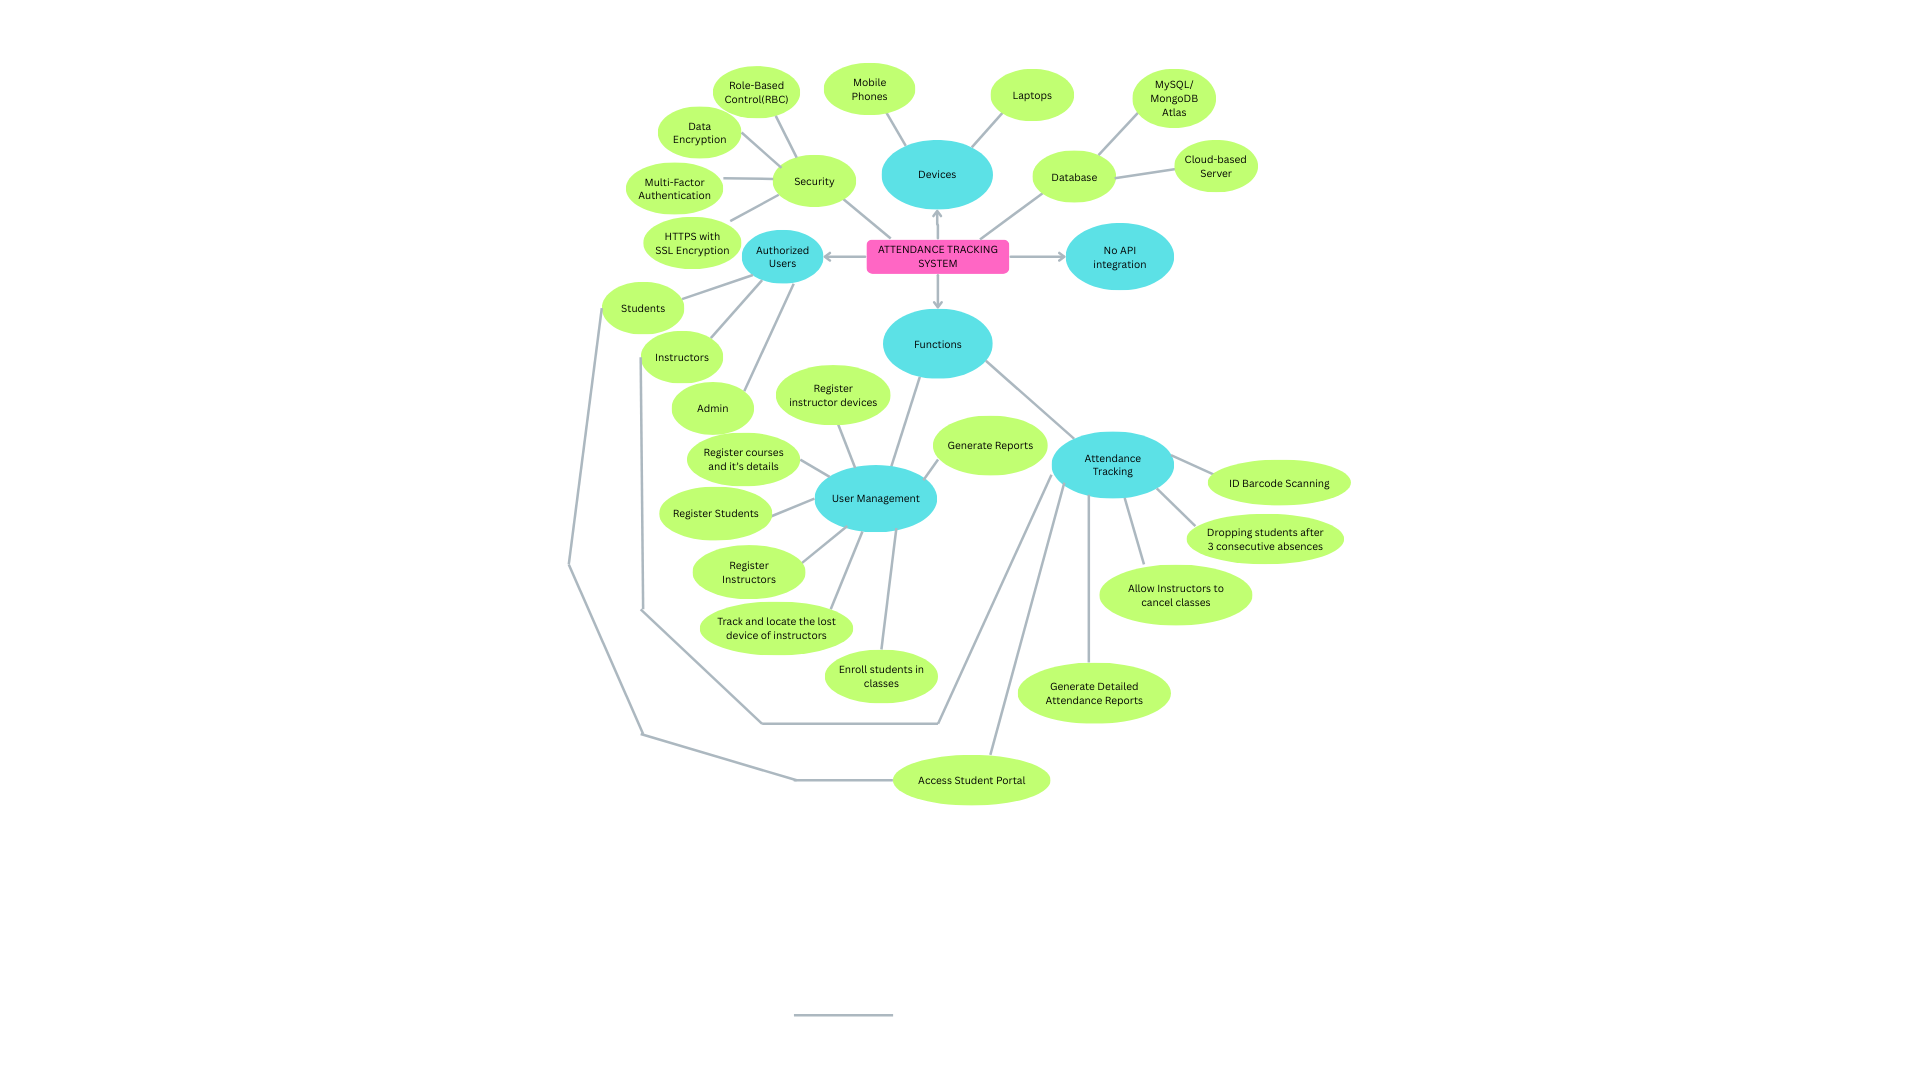 Role-Based
Control(RBC)
Mobile
Phones
Laptops
MySQL/
MongoDB
Atlas
Data
Encryption
Cloud-based
Server
Devices
Database
Security
Multi-Factor
Authentication
HTTPS with
SSL Encryption
Authorized
Users
ATTENDANCE TRACKING
SYSTEM
No API
integration
Students
Functions
Instructors
Admin
Register
instructor devices
Generate Reports
Register courses
and it's details
Attendance
Tracking
ID Barcode Scanning
User Management
Register Students
Dropping students after
3 consecutive absences
Register
Instructors
Allow Instructors to
cancel classes
Track and locate the lost
device of instructors
Enroll students in
classes
Generate Detailed
Attendance Reports
Access Student Portal